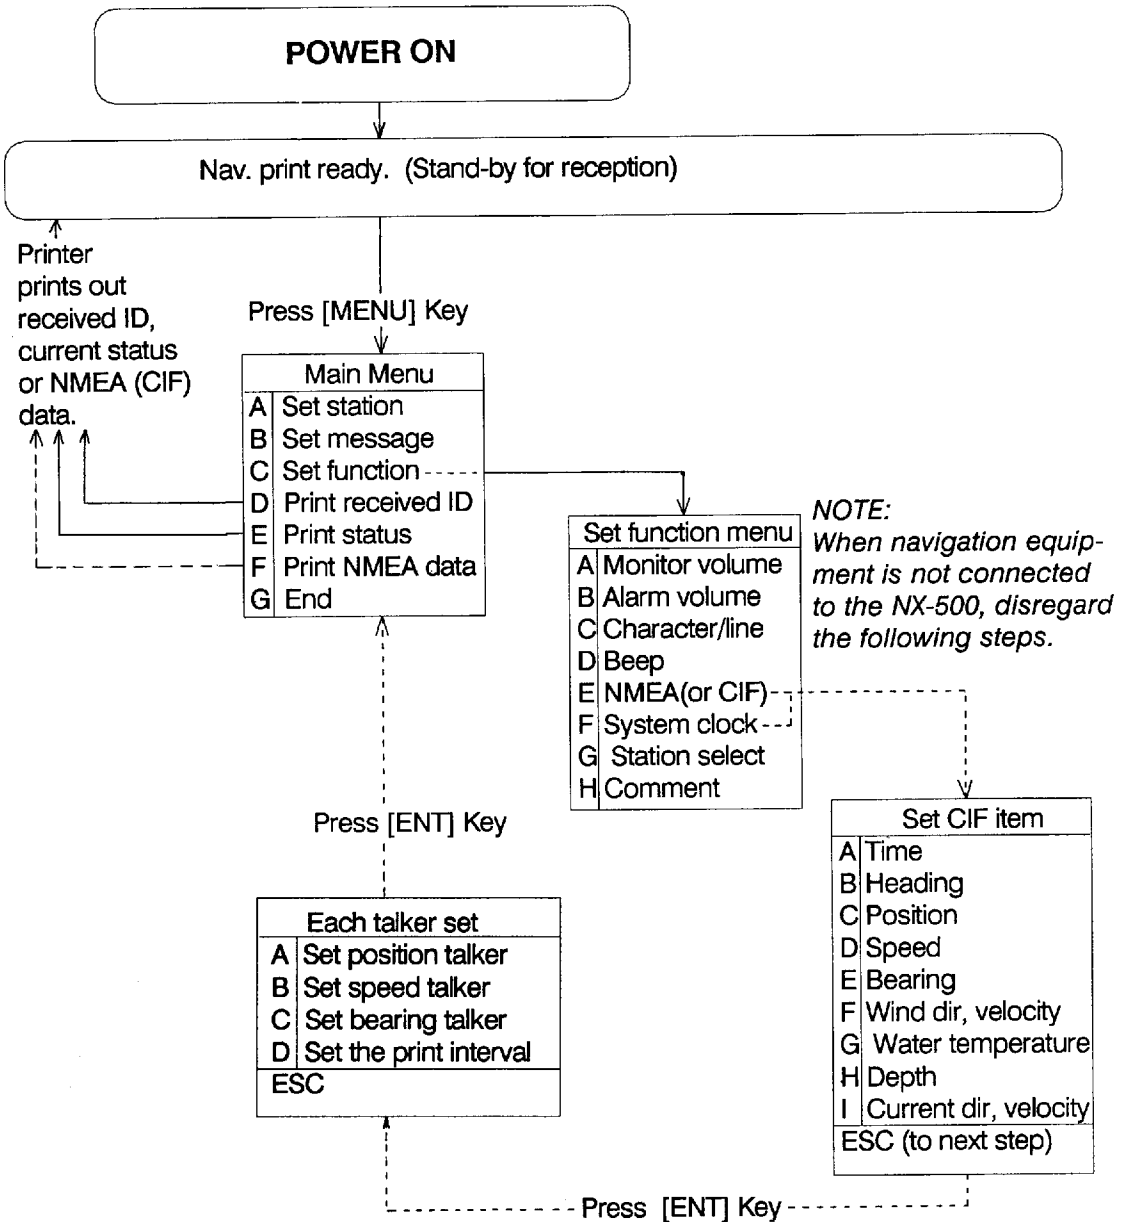 POWER ON
Nav. print ready. (Stand-by for reception)
Printer
prints out
received ID,
current status
or NMEA (CIF)
data.
Press [MENU] Key
Main Menu
A Set station
B Set message
C Set function
D Print received ID
E Print status
F Print NMEA data
G End
Set function menu
A Monitor volume
B Alarm volume
C Character/line
D Beep
E NMEA(or CIF)
F System clock
G Station select
H Comment
NOTE:
When navigation equip-
ment is not connected
to the NX-500, disregard
the following steps.
Set CIF item
A Time
B Heading
C Position
D Speed
E Bearing
F Wind dir, velocity
G Water temperature
H Depth
I Current dir, velocity
ESC (to next step)
Press [ENT] Key
Each talker set
A Set position talker
B Set speed talker
C Set bearing talker
D Set the print interval
ESC
Press [ENT] Key